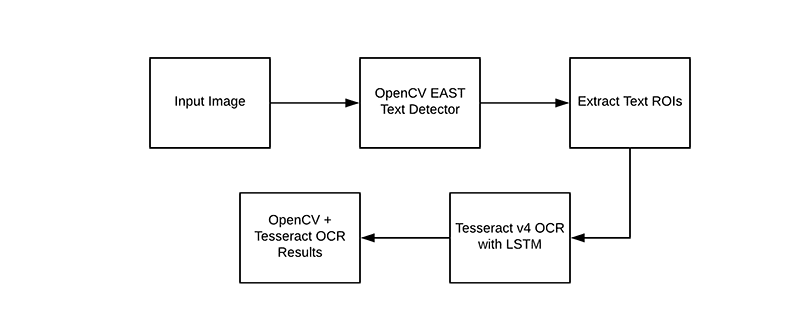 Input Image
OpenCV EAST
Text Detector
Extract Text ROIs
Tesseract v4 OCR
with LSTM
OpenCV +
Tesseract OCR
Results